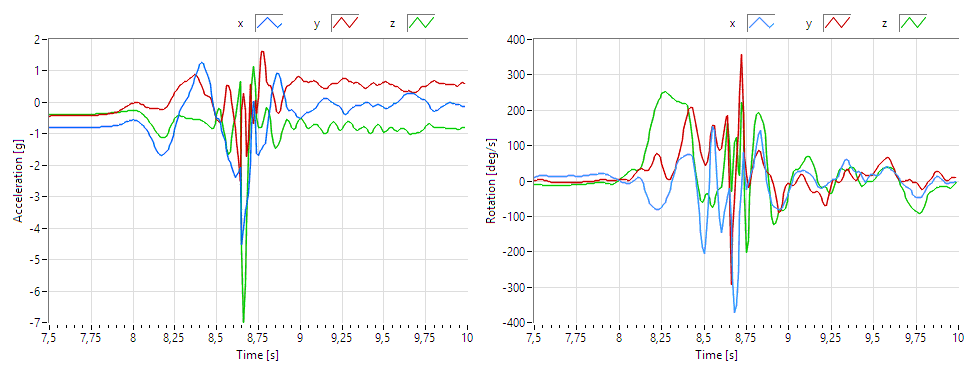 x y z
2
1
0
-1
-2
-3
-4
-5
-6
-7
Acceleration [g]
7,5 7,75 8 8,25 8,5 8,75 9 9,25 9,5 9,75 10
Time [s]
x y z
400
300
200
100
0
-100
-200
-300
-400
Rotation [deg/s]
7,5 7,75 8 8,25 8,5 8,75 9 9,25 9,5 9,75 10
Time [s]